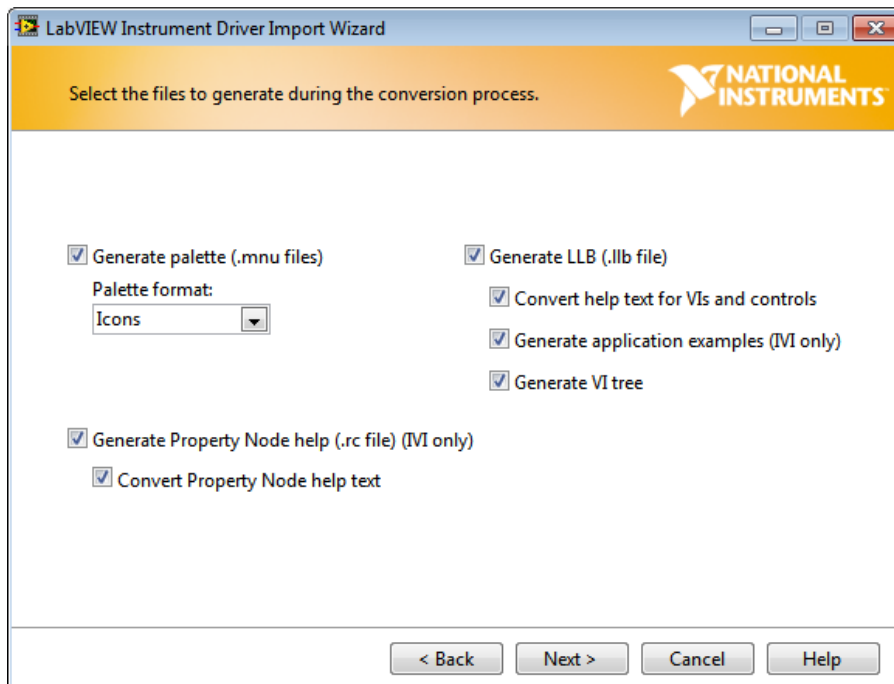 LabVIEW Instrument Driver Import Wizard
Select the files to generate during the conversion process.
NATIONAL
INSTRUMENTS
Generate palette (.mnu files)
Palette format:
Icons
Generate LLB (.llb file)
Convert help text for VIs and controls
Generate application examples (IVI only)
Generate VI tree
Generate Property Node help (.rc file) (IVI only)
Convert Property Node help text
< Back
Next >
Cancel
Help